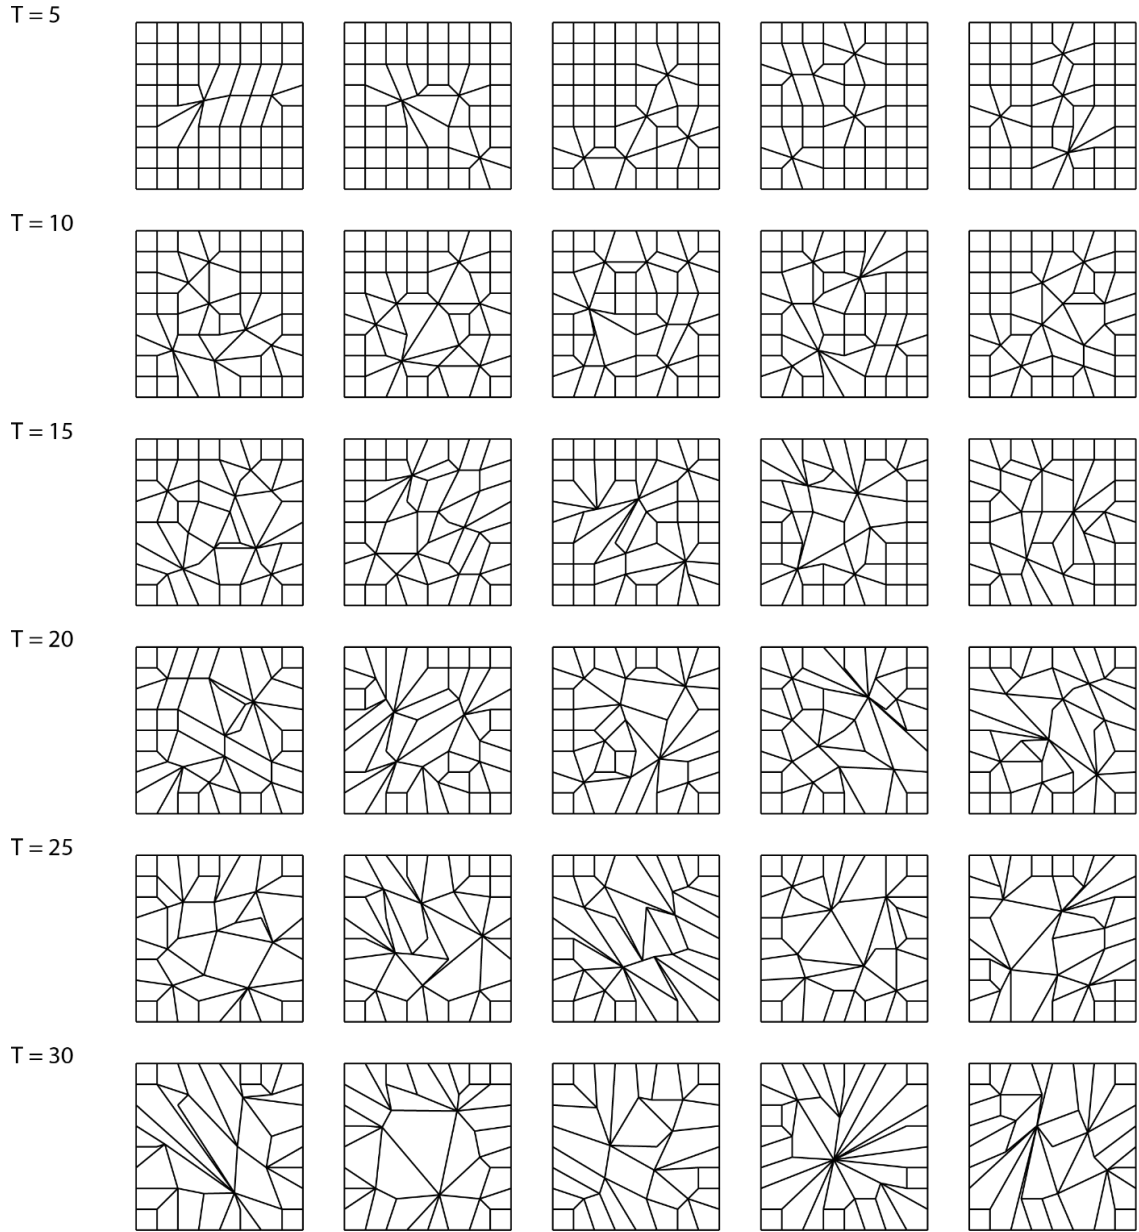 T = 5
T = 10
T = 15
T = 20
T = 25
T = 30